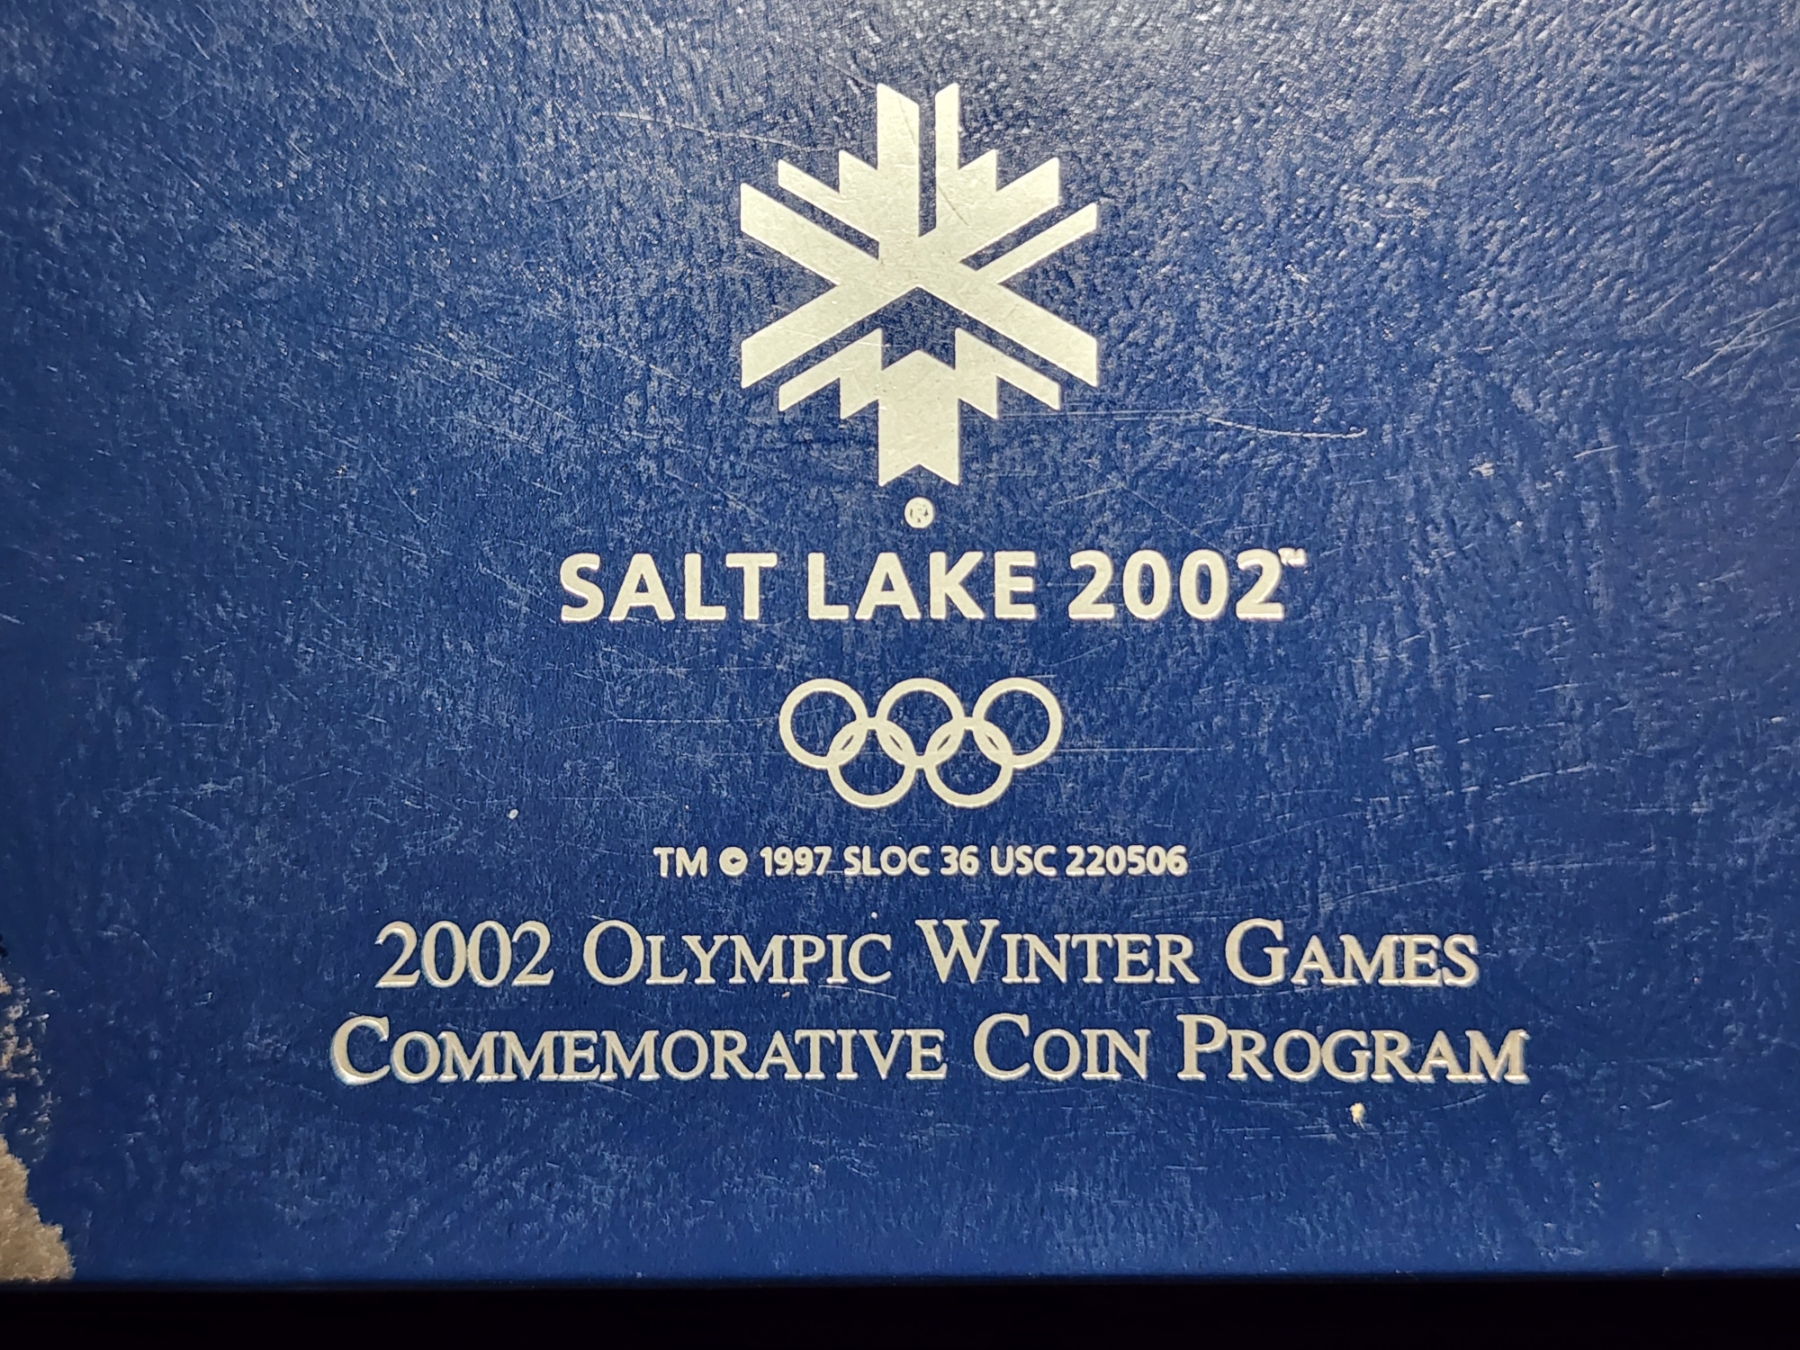 ®
SALT LAKE 2002™
TM © 1997 SLOC 36 USC 220506
2002 OLYMPIC WINTER GAMES
COMMEMORATIVE COIN PROGRAM